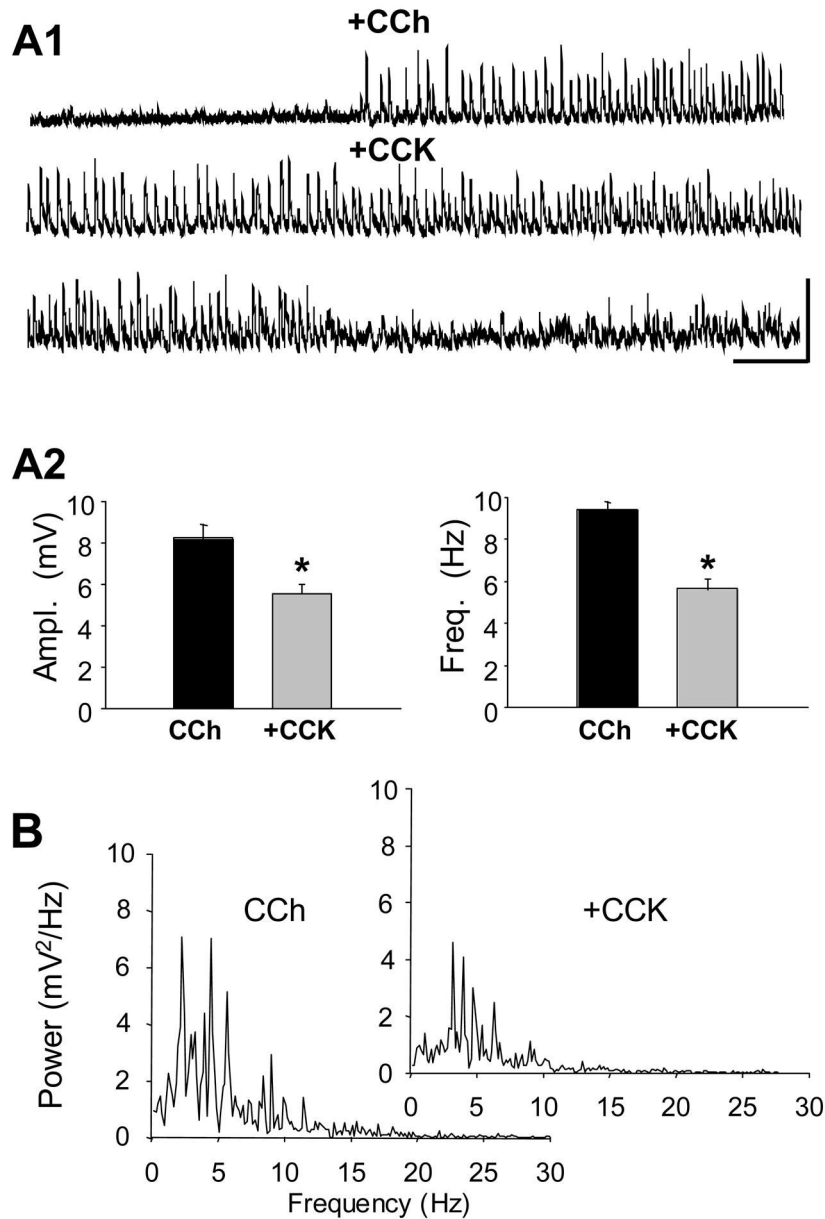 A1
+CCh
+CCK
A2
Ampl. (mV)
10
8
6
4
2
0
*
CCh +CCK
Freq. (Hz)
10
8
6
4
2
0
*
CCh +CCK
B
Power (mV²/Hz)
10
8
6
4
2
0
CCh
0 5 10 15 20 25 30
10
8
6
4
2
0
+CCK
0 5 10 15 20 25 30
Frequency (Hz)